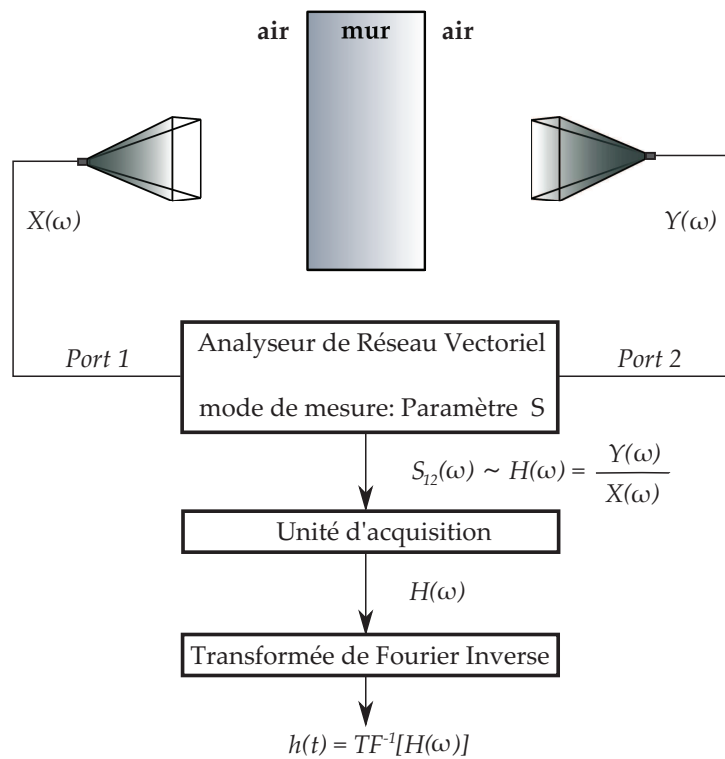 air mur air
X(ω) Y(ω)
Port 1 Analyseur de Réseau Vectoriel Port 2
mode de mesure: Paramètre S
S₁₂(ω) ~ H(ω) = Y(ω) / X(ω)
Unité d'acquisition
H(ω)
Transformée de Fourier Inverse
h(t) = TF⁻¹[H(ω)]